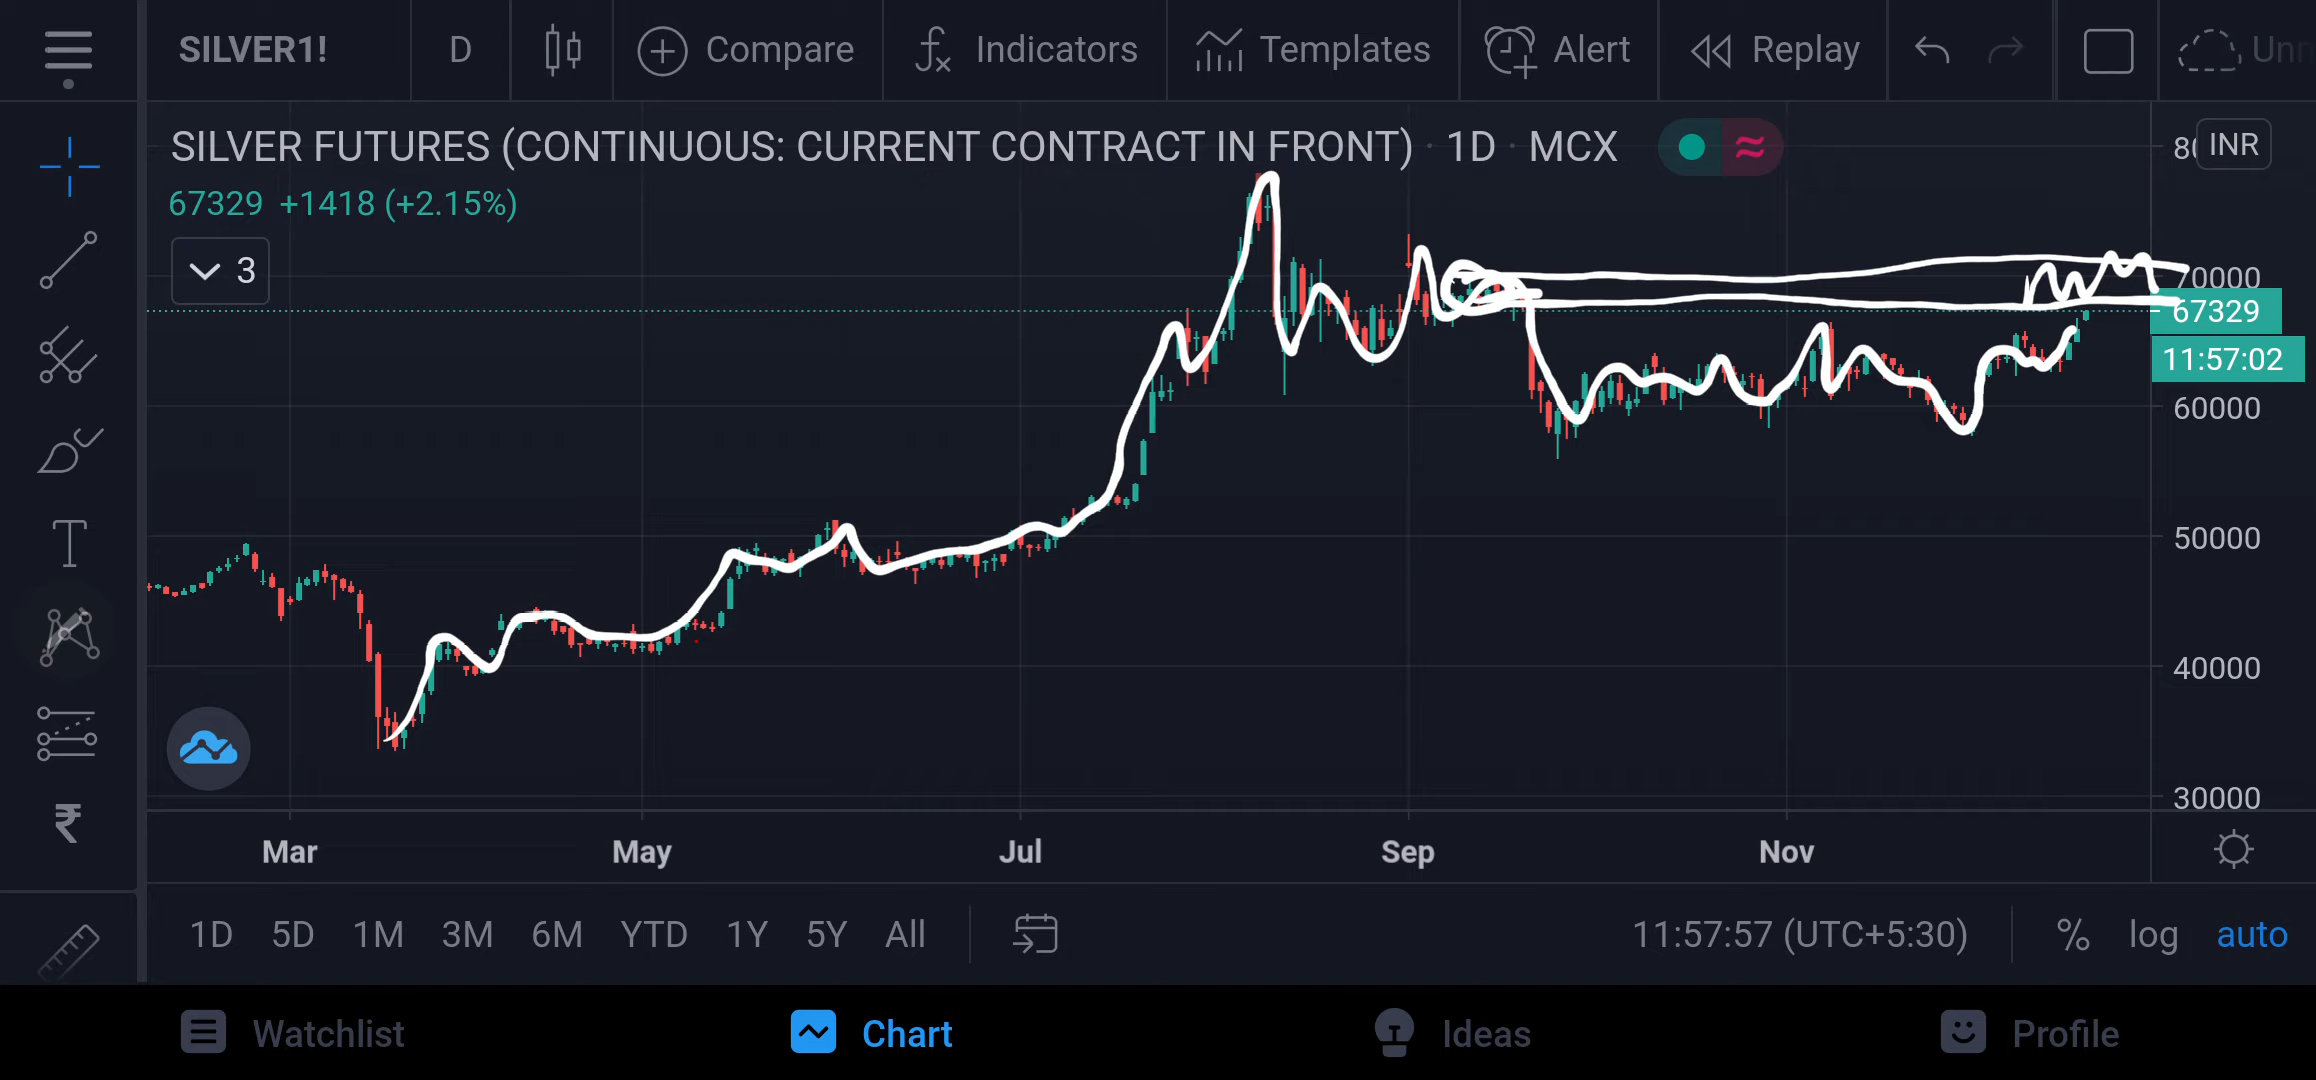 SILVER1! D Compare Indicators Templates Alert Replay
SILVER FUTURES (CONTINUOUS: CURRENT CONTRACT IN FRONT) · 1D · MCX
INR
67329 +1418 (+2.15%)
3
70000
67329
11:57:02
60000
50000
40000
30000
Mar May Jul Sep Nov
1D 5D 1M 3M 6M YTD 1Y 5Y All 11:57:57 (UTC+5:30) % log auto
Watchlist Chart Ideas Profile